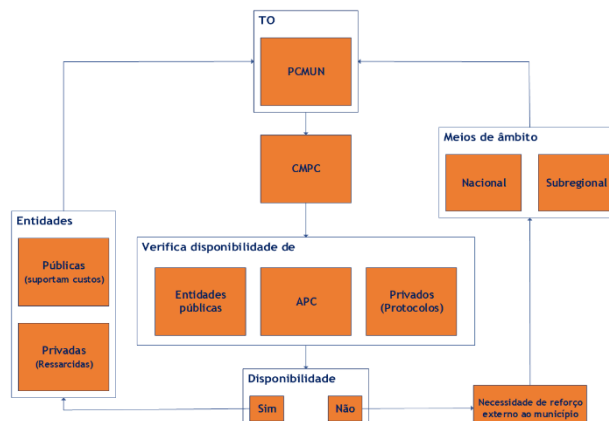 TO
PCMUN
CMPC
Meios de âmbito
Nacional
Subregional
Entidades
Públicas
(suportam custos)
Privadas
(Ressarcidas)
Verifica disponibilidade de
Entidades
públicas
APC
Privados
(Protocolos)
Disponibilidade
Sim
Não
Necessidade de reforço
externo ao município